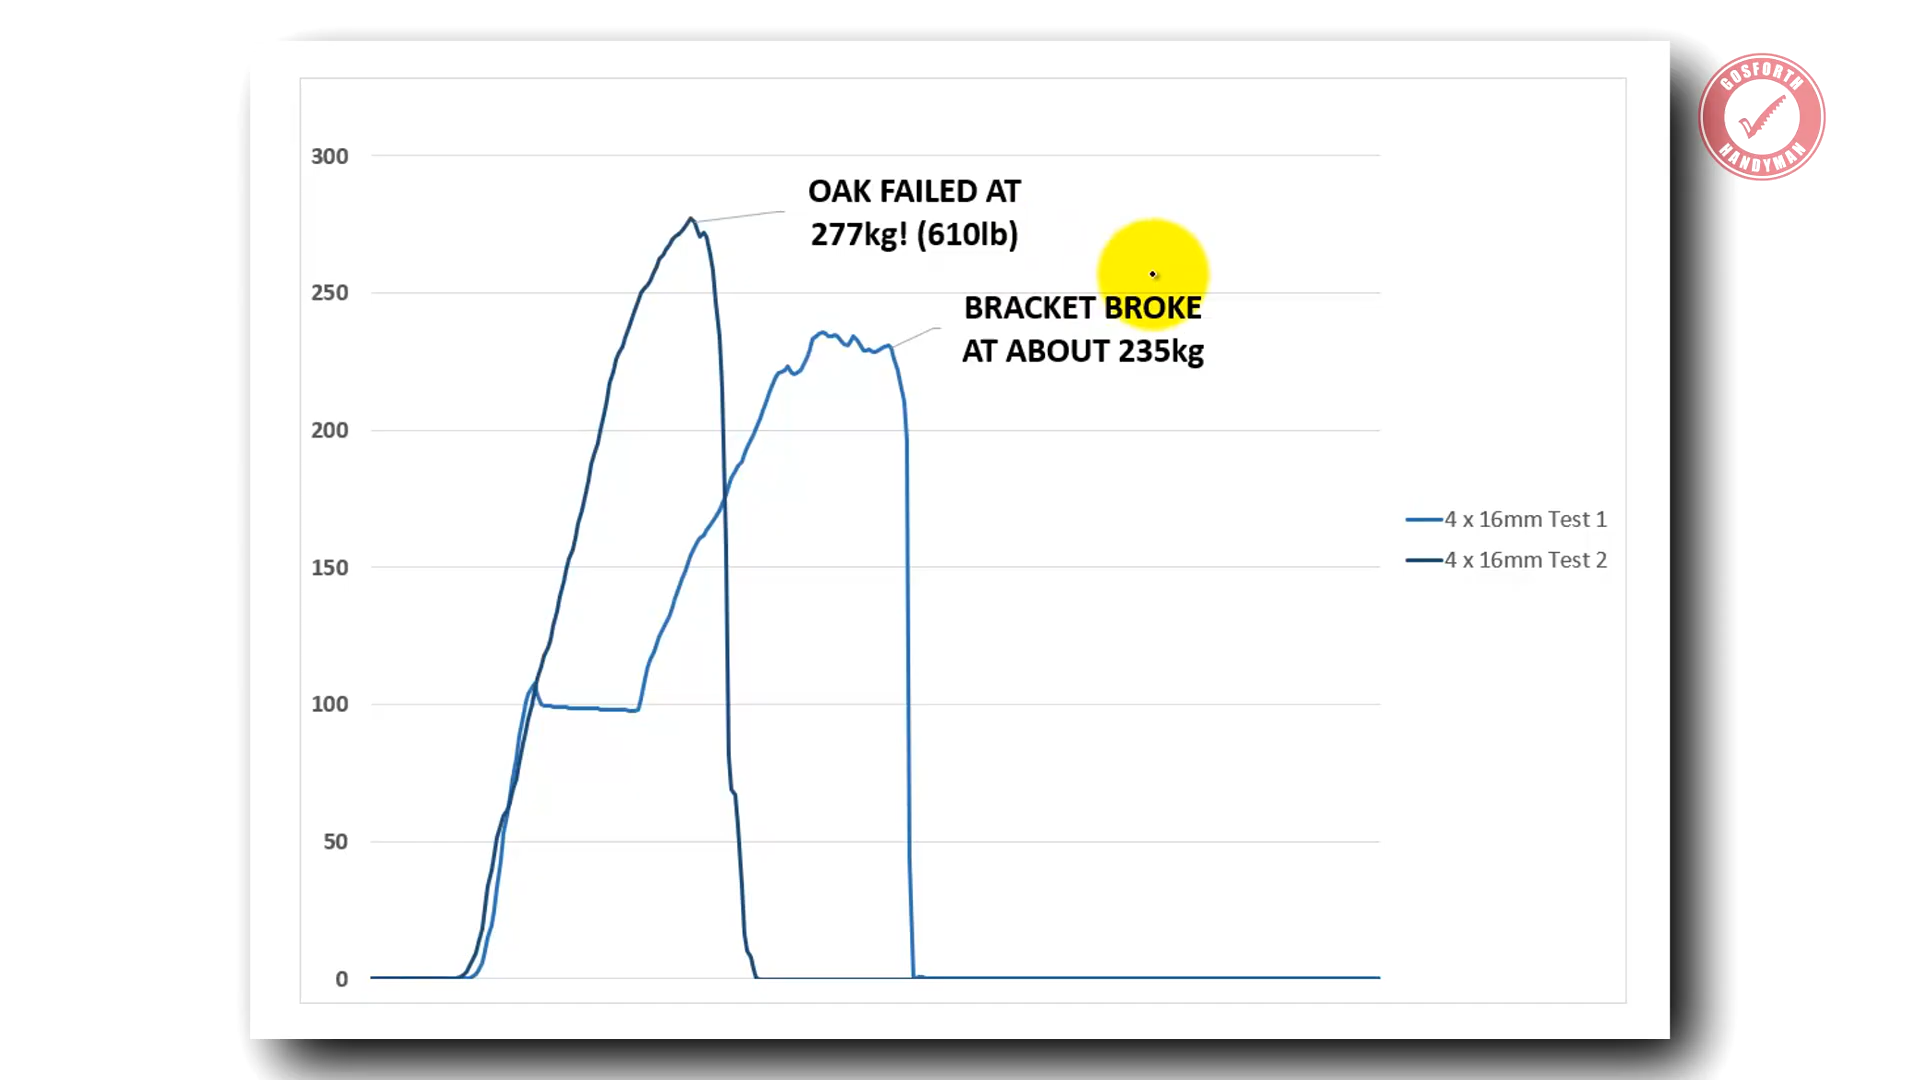 GOSFORTH
HANDYMAN
300
OAK FAILED AT
277kg! (610lb)
250
BRACKET BROKE
AT ABOUT 235kg
200
4 x 16mm Test 1
150
4 x 16mm Test 2
100
50
0